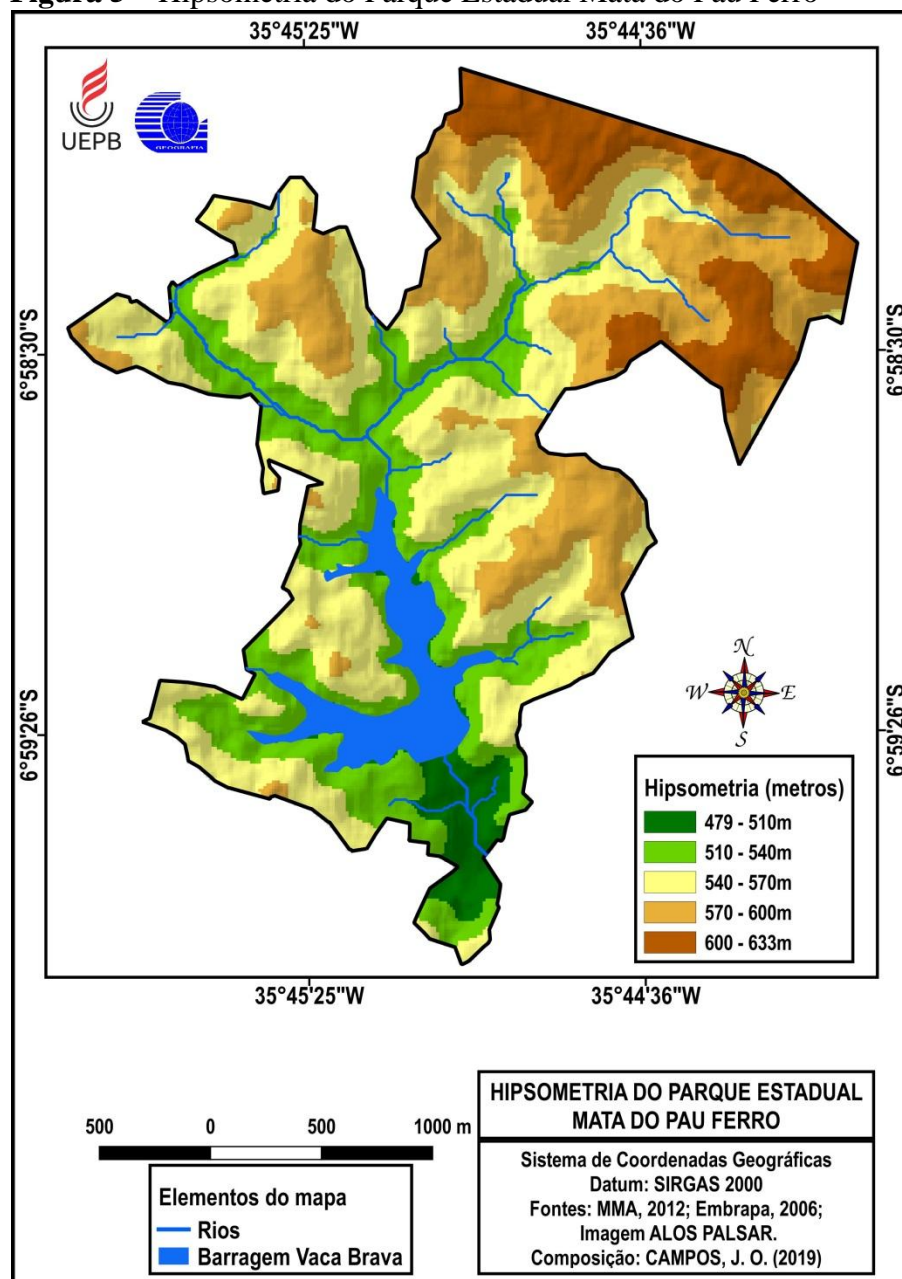 Figura 3 – Hipsometria do Parque Estadual Mata do Pau Ferro
35°45'25"W
35°44'36"W
UEPB
GEOGRAFIA
6°58'30"S
6°58'30"S
N
W
E
S
6°59'26"S
6°59'26"S
Hipsometria (metros)
479 - 510m
510 - 540m
540 - 570m
570 - 600m
600 - 633m
35°45'25"W
35°44'36"W
500
0
500
1000 m
Elementos do mapa
Rios
Barragem Vaca Brava
HIPSOMETRIA DO PARQUE ESTADUAL
MATA DO PAU FERRO
Sistema de Coordenadas Geográficas
Datum: SIRGAS 2000
Fontes: MMA, 2012; Embrapa, 2006;
Imagem ALOS PALSAR.
Composição: CAMPOS, J. O. (2019)